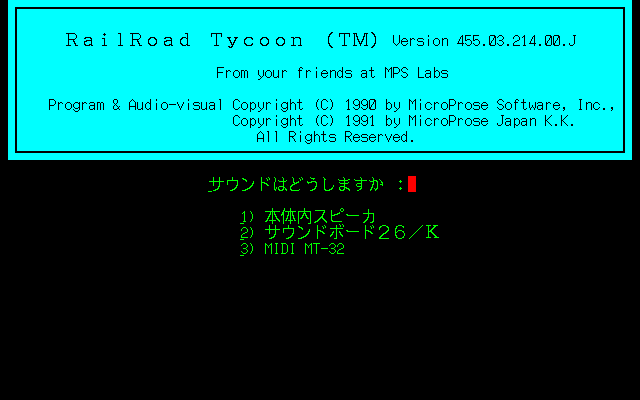 RailRoad Tycoon (TM) Version 455.03.214.00.J
From your friends at MPS Labs
Program & Audio-visual Copyright (C) 1990 by MicroProse Software, Inc.,
Copyright (C) 1991 by MicroProse Japan K.K.
All Rights Reserved.
サウンドはどうしますか :
1) 本体内スピーカ
2) サウンドボード26/K
3) MIDI MT-32